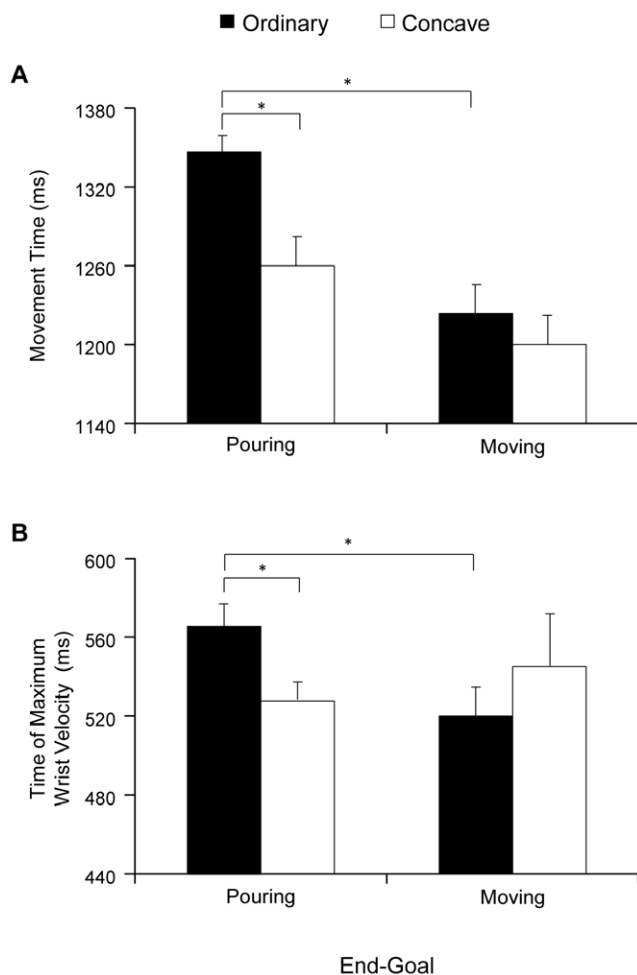 Ordinary Concave
A
*
*
Movement Time (ms)
1380
1320
1260
1200
1140
Pouring Moving
B
*
*
Time of Maximum
Wrist Velocity (ms)
600
560
520
480
440
Pouring Moving
End-Goal